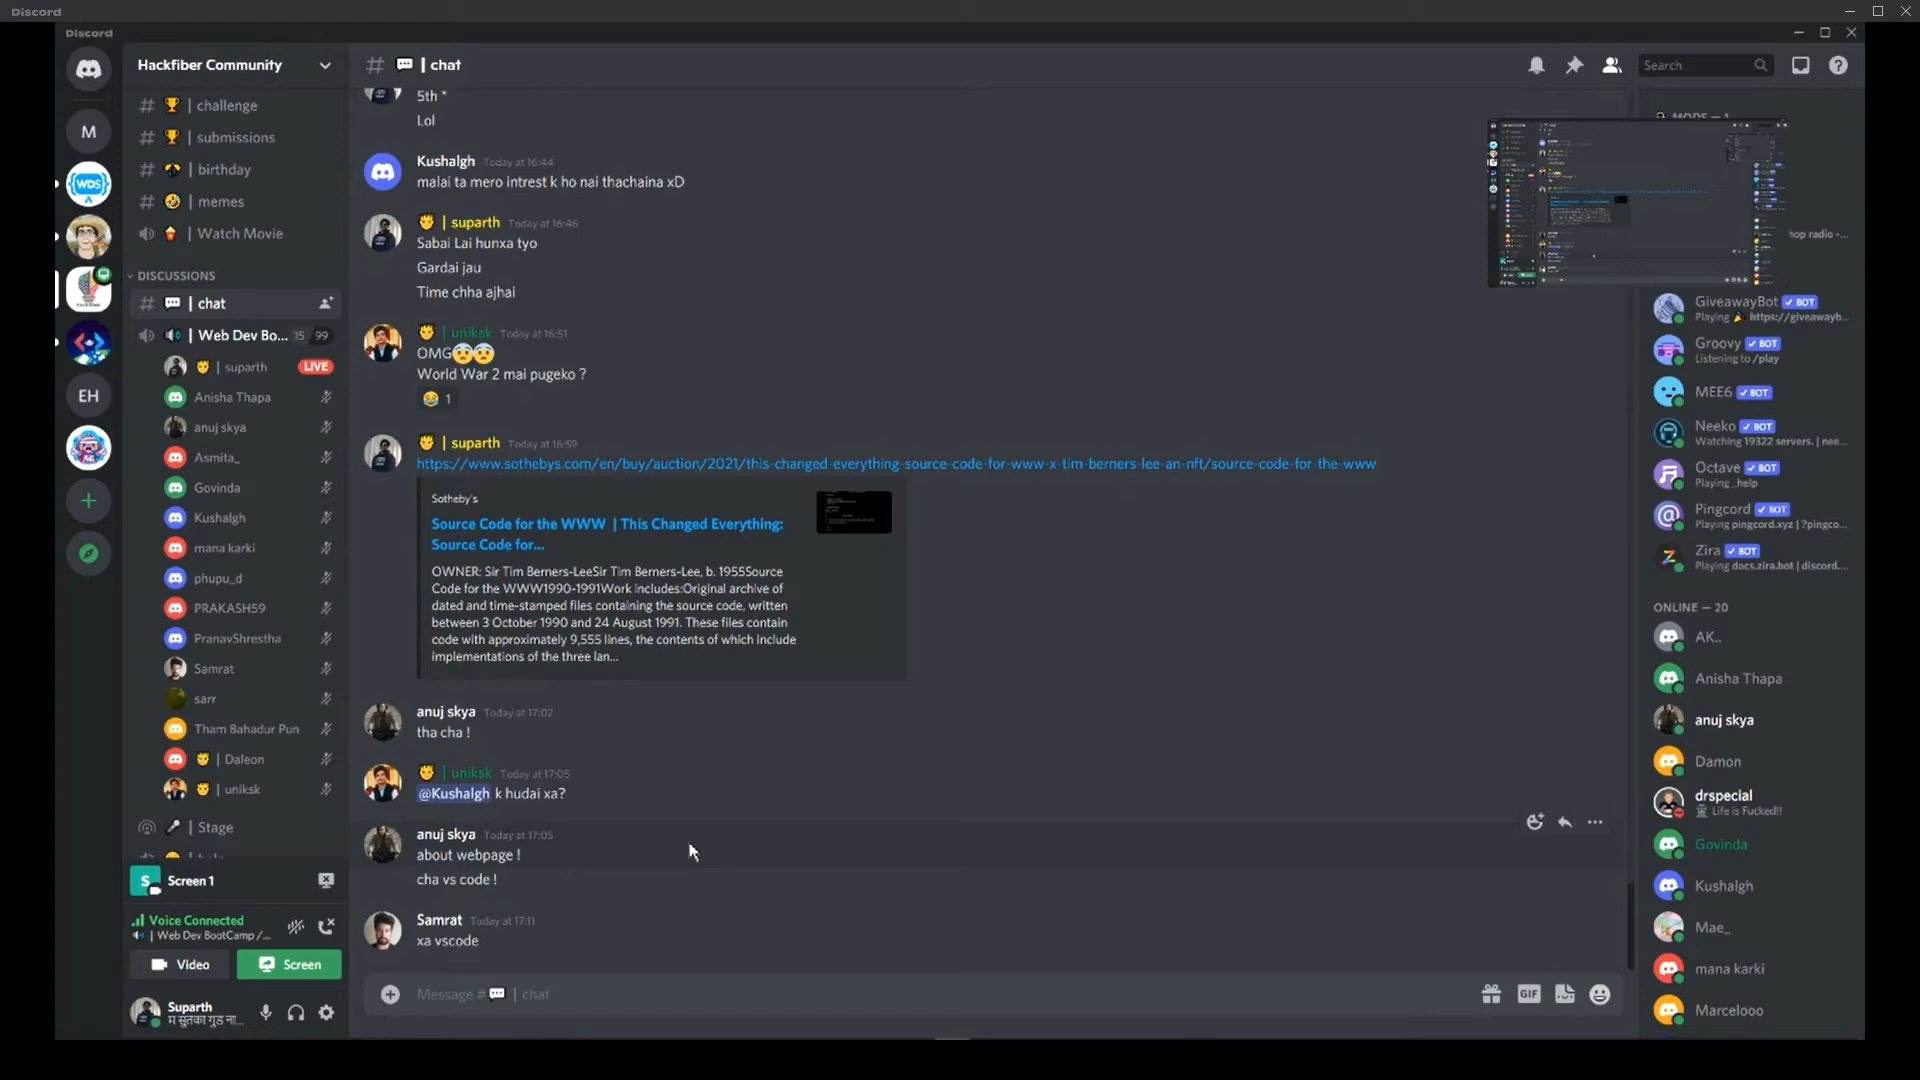 Discord
Discord
Hackfiber Community
| challenge
| submissions
| birthday
| memes
| Watch Movie
DISCUSSIONS
| chat
| Web Dev Bo... 15 99
| suparth LIVE
Anisha Thapa
anuj skya
Asmita_
Govinda
Kushalgh
mana karki
phupu_d
PRAKASH59
PranavShrestha
Samrat
sarr
Tham Bahadur Pun
| Daleon
| uniksk
| Stage
Screen 1
Voice Connected
| Web Dev BootCamp /...
Video
Screen
Suparth
म सुतका गुड ना...
M
WDS
EH
# | chat
Search
5th *
Lol
Kushalgh Today at 16:44
malai ta mero intrest k ho nai thachaina xD
| suparth Today at 16:46
Sabai Lai hunxa tyo
Gardai jau
Time chha ajhai
| uniksk Today at 16:51
OMG😨😨
World War 2 mai pugeko ?
😂 1
| suparth Today at 16:59
https://www.sothebys.com/en/buy/auction/2021/this-changed-everything-source-code-for-www-x-tim-berners-lee-an-nft/source-code-for-the-www
Sotheby's
Source Code for the WWW | This Changed Everything:
Source Code for...
OWNER: Sir Tim Berners-LeeSir Tim Berners-Lee, b. 1955Source
Code for the WWW1990-1991Work includes:Original archive of
dated and time-stamped files containing the source code, written
between 3 October 1990 and 24 August 1991. These files contain
code with approximately 9,555 lines, the contents of which include
implementations of the three lan...
anuj skya Today at 17:02
tha cha !
| uniksk Today at 17:05
@Kushalgh k hudai xa?
anuj skya Today at 17:05
about webpage !
cha vs code !
Samrat Today at 17:11
xa vscode
Message # | chat
GIF
MODS — 1
hop radio -...
GiveawayBot BOT
Playing 🎉 https://giveawayb...
Groovy BOT
Listening to /play
MEE6 BOT
Neeko BOT
Watching 19322 servers. | nee...
Octave BOT
Playing _help
Pingcord BOT
Playing pingcord.xyz | ?pingco...
Zira BOT
Playing docs.zira.bot | discord....
ONLINE — 20
AK..
Anisha Thapa
anuj skya
Damon
drspecial
Life is Fucked!!
Govinda
Kushalgh
Mae_
mana karki
Marcelooo